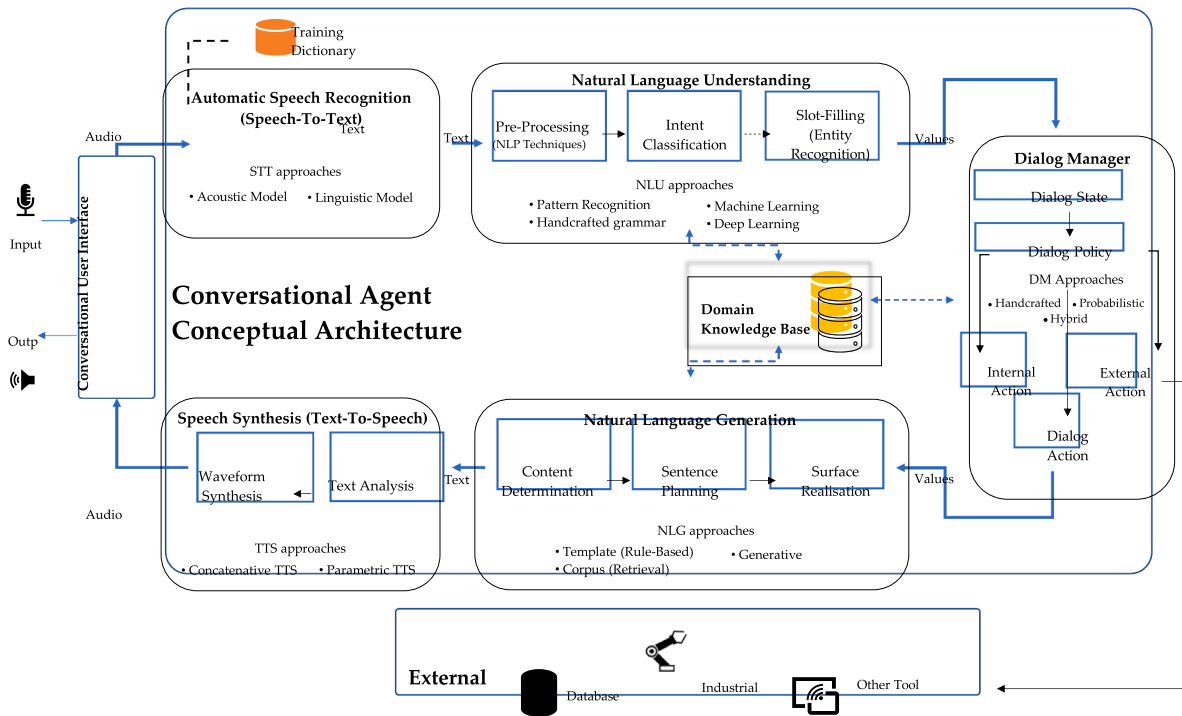 Training
Dictionary
Automatic Speech Recognition
(Speech-To-Text)
Text
STT approaches
• Acoustic Model
• Linguistic Model
Audio
Text
Natural Language Understanding
Pre-Processing
(NLP Techniques)
Intent
Classification
Slot-Filling
(Entity
Recognition)
NLU approaches
• Pattern Recognition
• Handcrafted grammar
• Machine Learning
• Deep Learning
Values
Dialog Manager
Dialog State
Dialog Policy
DM Approaches
• Handcrafted
• Probabilistic
• Hybrid
Internal
Action
External
Action
Dialog
Action
Input
Outp
Conversational User Interface
Conversational Agent
Conceptual Architecture
Domain
Knowledge Base
Speech Synthesis (Text-To-Speech)
Waveform
Synthesis
Text Analysis
TTS approaches
• Concatenative TTS
• Parametric TTS
Audio
Text
Natural Language Generation
Content
Determination
Sentence
Planning
Surface
Realisation
NLG approaches
• Template (Rule-Based)
• Corpus (Retrieval)
• Generative
Values
External
Database
Industrial
Other Tool